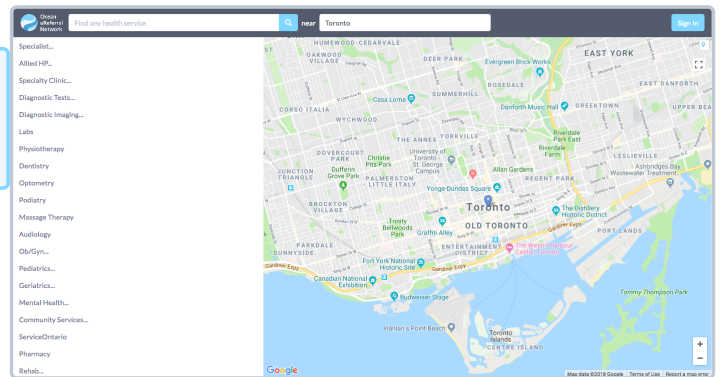 Ocean
eReferral
Network
Find any health service
near
Toronto
Sign In
Specialist...
Allied HP...
Specialty Clinic...
Diagnostic Tests...
Diagnostic Imaging...
Labs
Physiotherapy
Dentistry
Optometry
Podiatry
Massage Therapy
Audiology
Ob/Gyn...
Pediatrics...
Geriatrics...
Mental Health...
Community Services...
ServiceOntario
Pharmacy
Rehab...
HUMEWOOD-CEDARVALE
OAKWOOD
VILLAGE
DEER PARK
Evergreen Brick Works
EAST YORK
ROSEDALE
EAST DANFORTH
Casa Loma
SUMMERHILL
CORSO ITALIA
Danforth Music Hall
GREEKTOWN
UPPER BEA
WYCHWOOD
THE ANNEX
YORKVILLE
Riverdale
Park East
DOVERCOURT
PARK
Christie
Pits Park
University of
Toronto -
St. George
Campus
Riverdale
Farm
LESLIEVILLE
JUNCTION
TRIANGLE
Dufferin
Grove Park
PALMERSTON
- LITTLE ITALY
Allan Gardens
REGENT PARK
Ashbridges Bay
Wastewater Treatment
Yonge-Dundas Square
BROCKTON
VILLAGE
Toronto
The Distillery
Historic District
Trinity
Bellwoods
Park
Graffiti Alley
OLD TORONTO
PORT LANDS
PARKDALE
SUNNYSIDE
ENTERTAINMENT
DISTRICT
The Westin Harbour
Castle, Toronto
Gardiner Expy
Fort York National
Historic Site
Gardiner Expy
Canadian National
Exhibition
Budweiser Stage
Tommy Thompson Park
Hanlan's Point Beach
Toronto
Islands
CENTRE ISLAND
+
−
Google
Map data ©2018 Google
Terms of Use
Report a map error